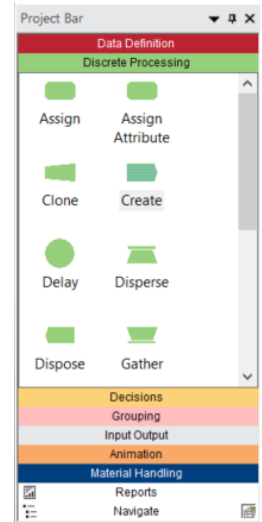 Project Bar
Data Definition
Discrete Processing
Assign
Assign
Attribute
Clone
Create
Delay
Disperse
Dispose
Gather
Decisions
Grouping
Input Output
Animation
Material Handling
Reports
Navigate